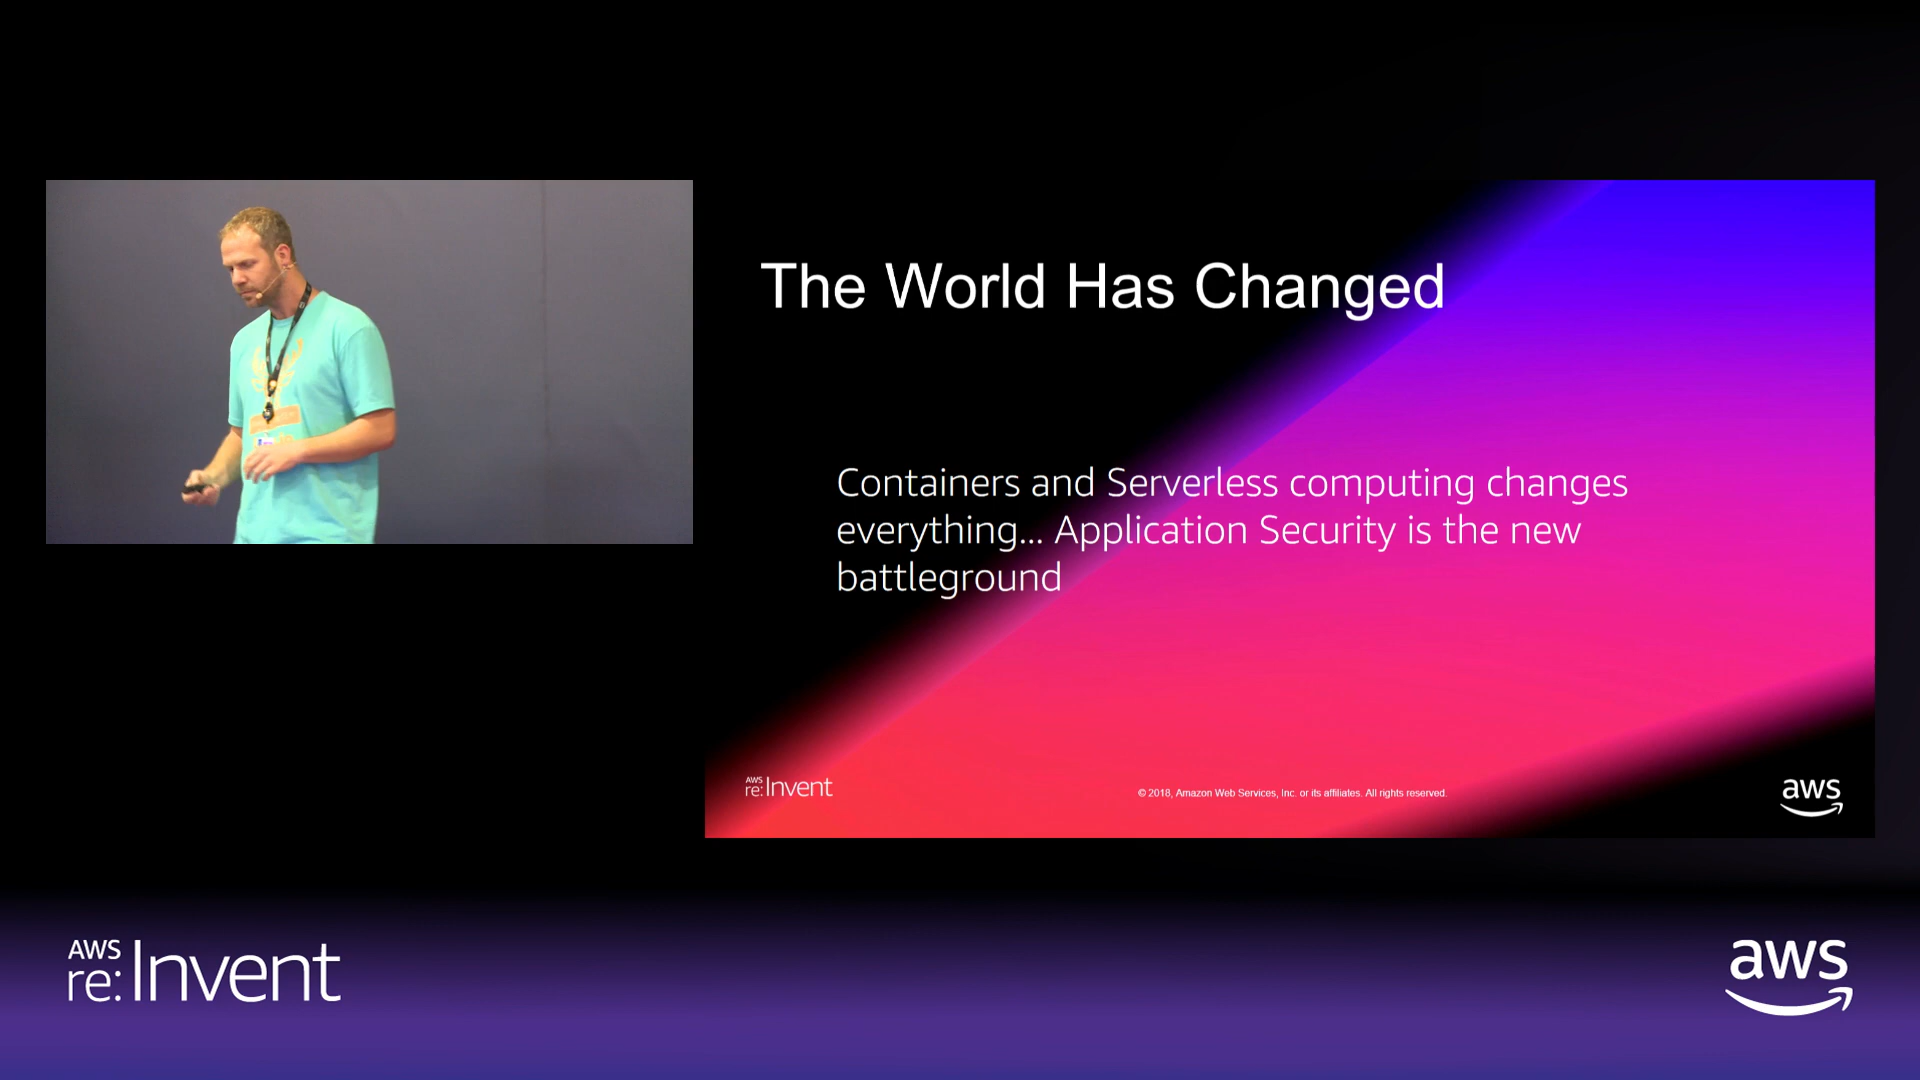 The World Has Changed
Containers and Serverless computing changes
everything... Application Security is the new
battleground
AWS
re:Invent
© 2018, Amazon Web Services, Inc. or its affiliates. All rights reserved.
aws
AWS
re:Invent
aws